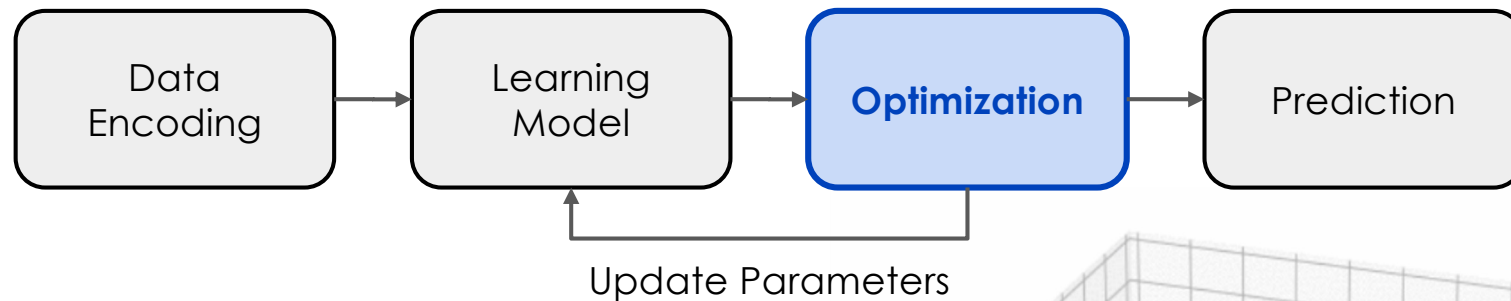 Data
Encoding
Learning
Model
Optimization
Prediction
Update Parameters